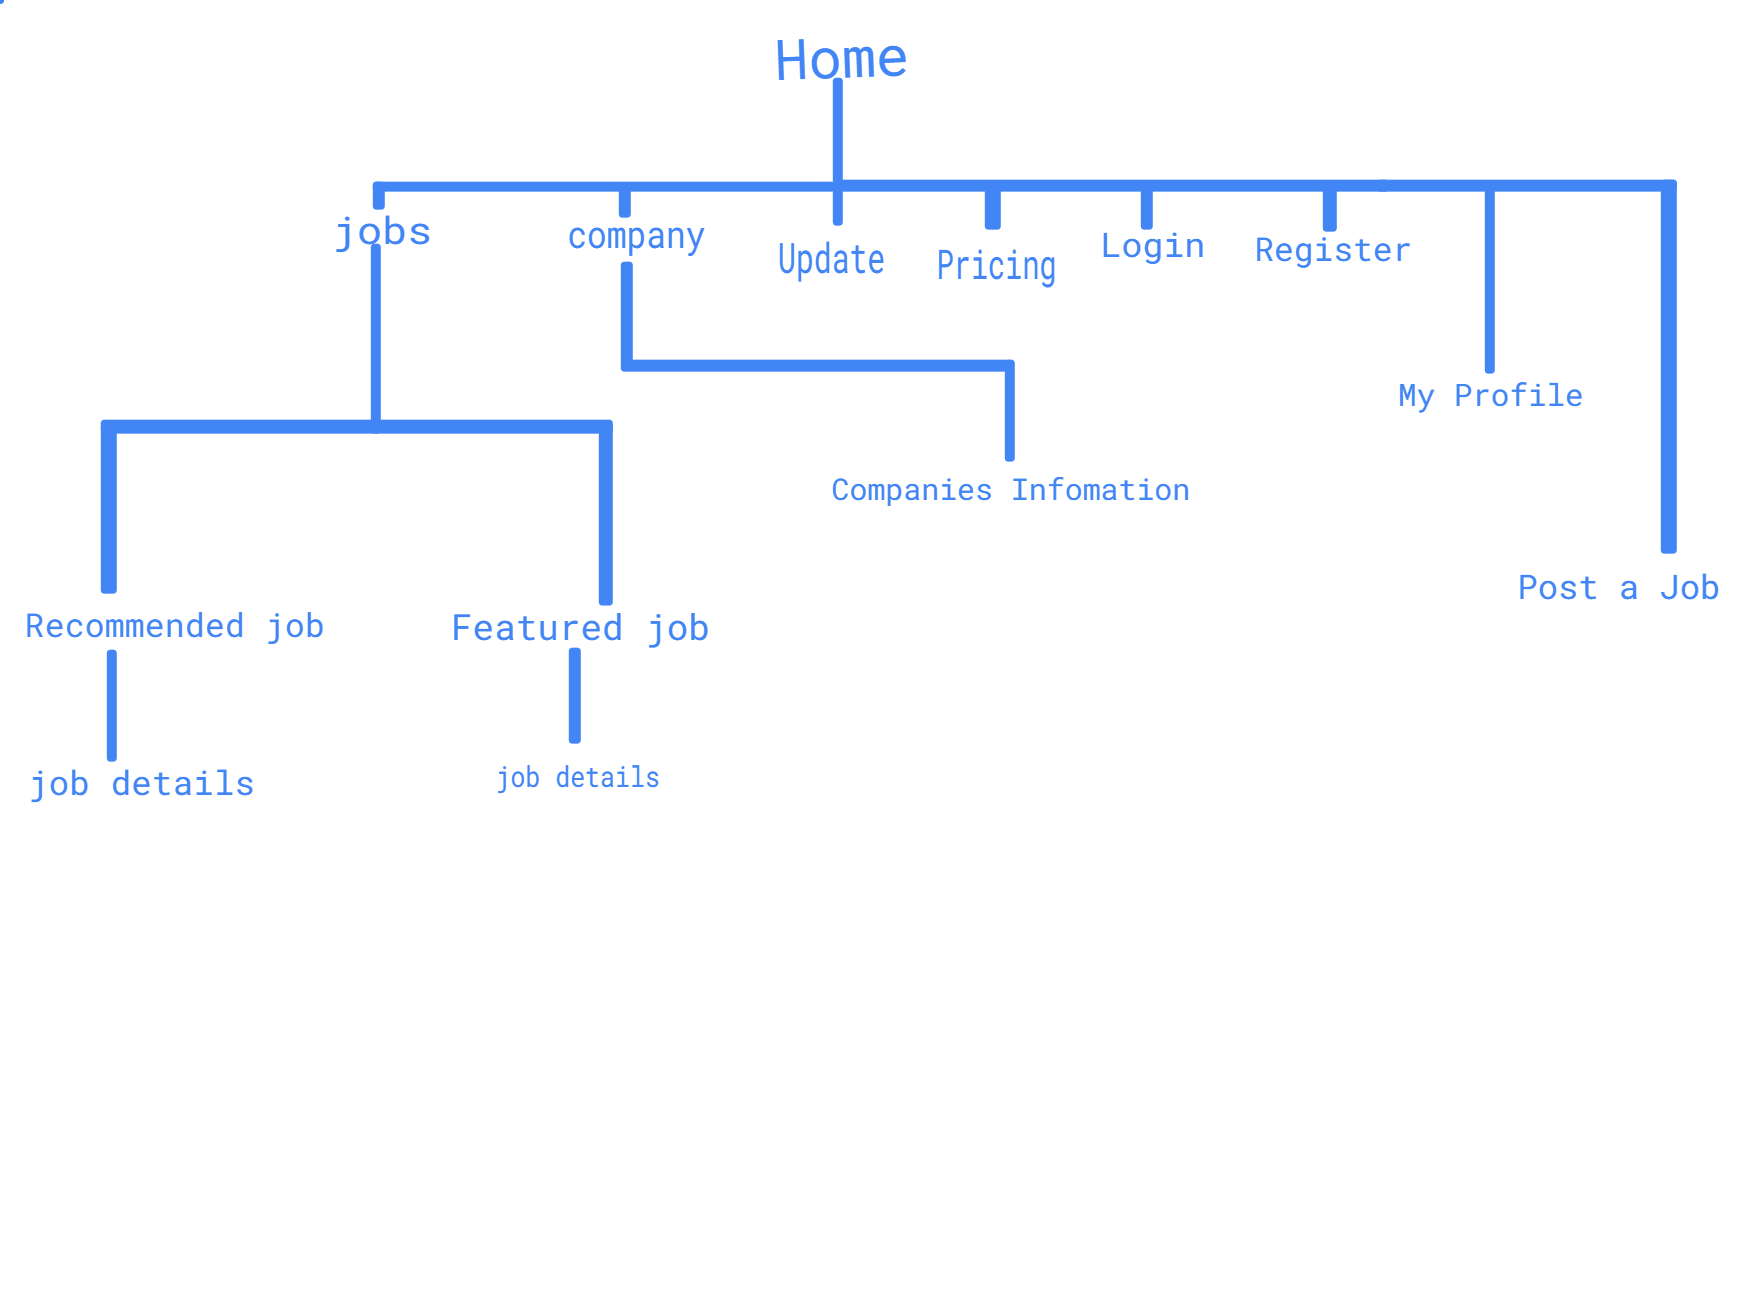 Home
jobs
company
Update
Pricing
Login
Register
My Profile
Companies Infomation
Post a Job
Recommended job
Featured job
job details
job details